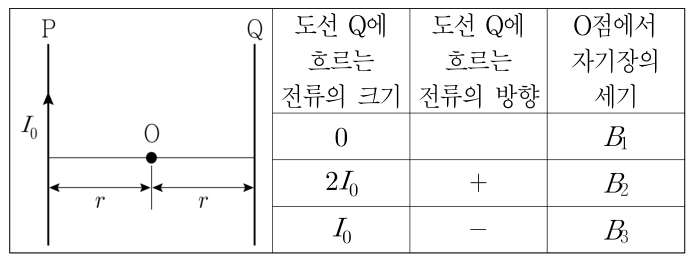 P
Q
I₀
O
r
r
도선 Q에 흐르는 전류의 크기
도선 Q에 흐르는 전류의 방향
O점에서 자기장의 세기
0
B₁
2I₀
+
B₂
I₀
−
B₃